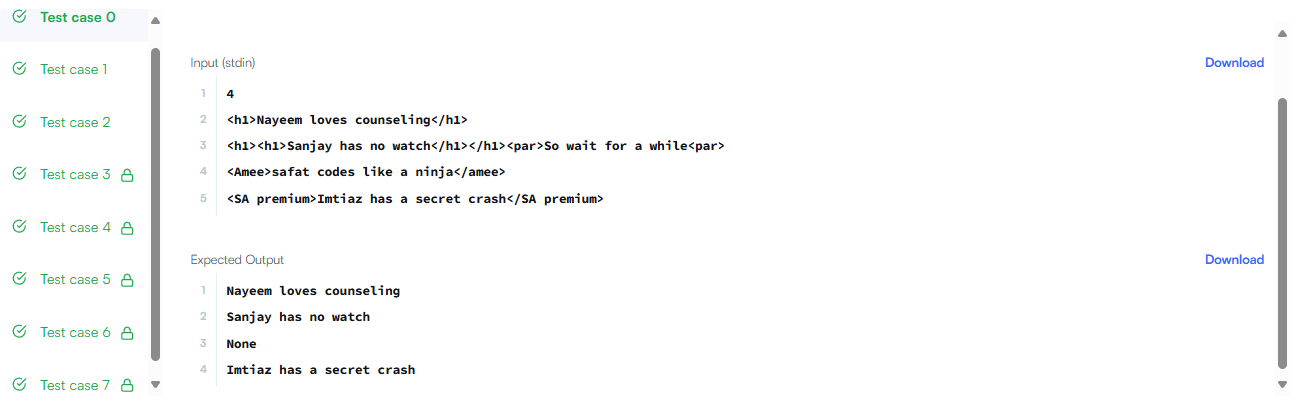 Test case 0
Test case 1
Test case 2
Test case 3
Test case 4
Test case 5
Test case 6
Test case 7
Input (stdin)
Download
1 4
2 <h1>Nayeem loves counseling</h1>
3 <h1><h1>Sanjay has no watch</h1></h1><par>So wait for a while<par>
4 <Amee>safat codes like a ninja</amee>
5 <SA premium>Imtiaz has a secret crash</SA premium>
Expected Output
Download
1 Nayeem loves counseling
2 Sanjay has no watch
3 None
4 Imtiaz has a secret crash